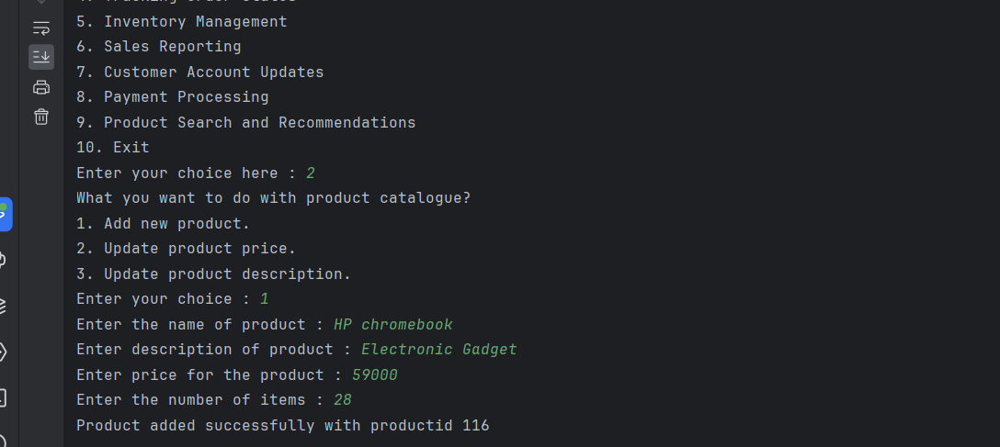 5. Inventory Management
6. Sales Reporting
7. Customer Account Updates
8. Payment Processing
9. Product Search and Recommendations
10. Exit
Enter your choice here : 2
What you want to do with product catalogue?
1. Add new product.
2. Update product price.
3. Update product description.
Enter your choice : 1
Enter the name of product : HP chromebook
Enter description of product : Electronic Gadget
Enter price for the product : 59000
Enter the number of items : 28
Product added successfully with productid 116